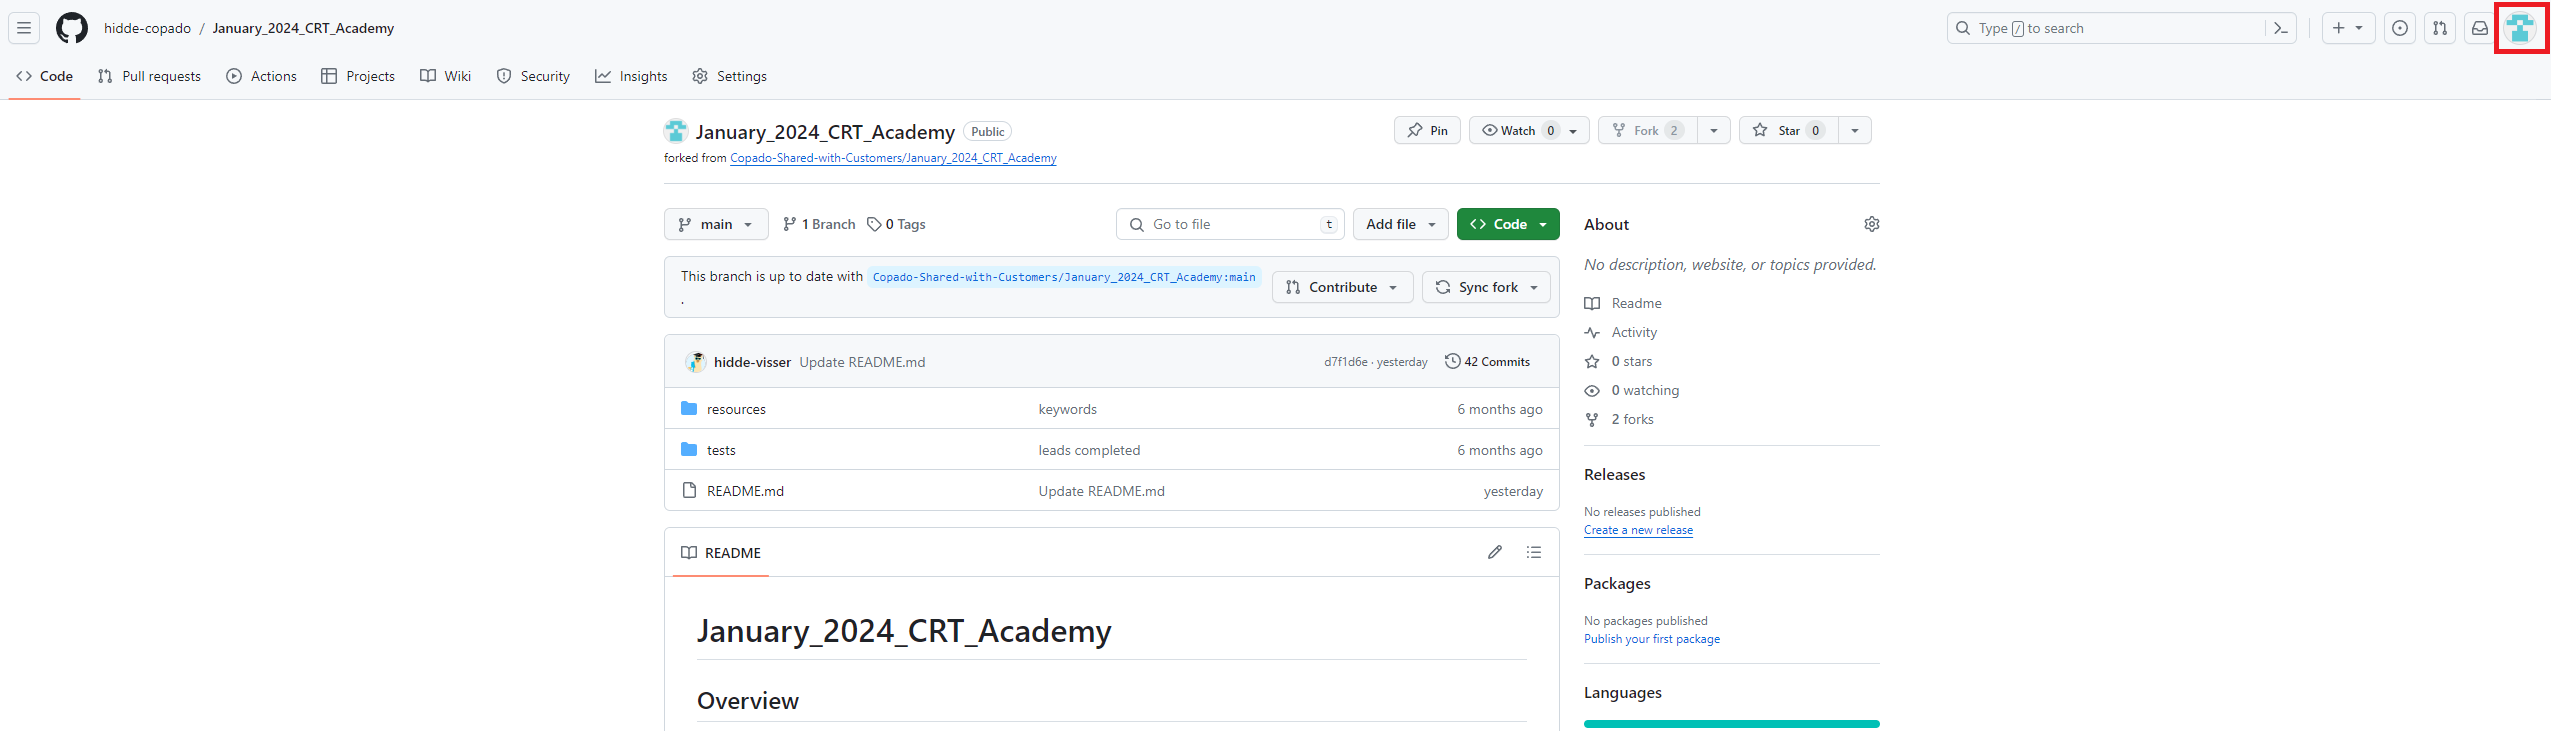 hidde-copado / January_2024_CRT_Academy
Type / to search
Code Pull requests Actions Projects Wiki Security Insights Settings
January_2024_CRT_Academy Public
Pin Watch 0 Fork 2 Star 0
forked from Copado-Shared-with-Customers/January_2024_CRT_Academy
main 1 Branch 0 Tags
Go to file t Add file Code
This branch is up to date with Copado-Shared-with-Customers/January_2024_CRT_Academy:main
.
Contribute Sync fork
hidde-visser Update README.md d7f1d6e · yesterday 42 Commits
resources keywords 6 months ago
tests leads completed 6 months ago
README.md Update README.md yesterday
README
January_2024_CRT_Academy
Overview
About
No description, website, or topics provided.
Readme
Activity
0 stars
0 watching
2 forks
Releases
No releases published
Create a new release
Packages
No packages published
Publish your first package
Languages